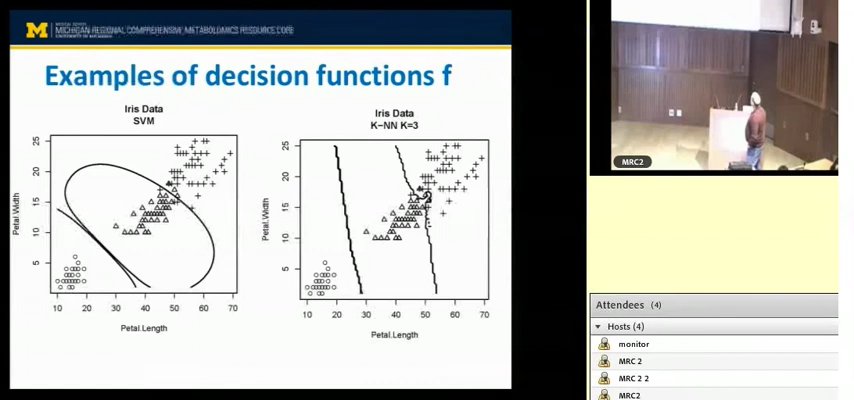 MICHIGAN REGIONAL COMPREHENSIVE METABOLOMICS RESOURCE CORE
Examples of decision functions f
Iris Data
SVM
Petal.Width
25
20
15
10
5
10 20 30 40 50 60 70
Petal.Length
Iris Data
K-NN K=3
Petal.Width
25
20
15
10
5
10 20 30 40 50 60 70
Petal.Length
MRC2
Attendees (4)
Hosts (4)
monitor
MRC 2
MRC 2 2
MRC2